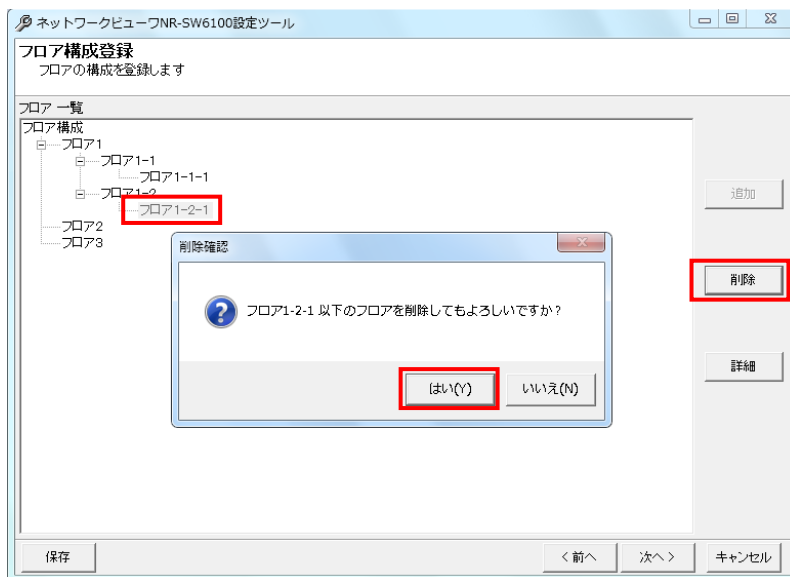 ネットワークビューワNR-SW6100設定ツール
フロア構成登録
フロアの構成を登録します
フロア 一覧
フロア構成
フロア1
フロア1-1
フロア1-1-1
フロア1-2
フロア1-2-1
フロア2
フロア3
追加
削除
詳細
削除確認
フロア1-2-1 以下のフロアを削除してもよろしいですか?
はい(Y)
いいえ(N)
保存
< 前へ
次へ >
キャンセル